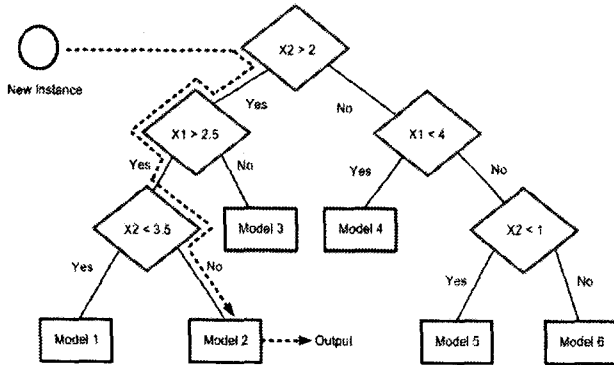 X2 > 2
New Instance
Yes
No
X1 > 2.5
X1 < 4
Yes
No
Yes
No
X2 < 3.5
Model 3
Model 4
X2 < 1
Yes
No
Yes
No
Model 1
Model 2
Output
Model 5
Model 6